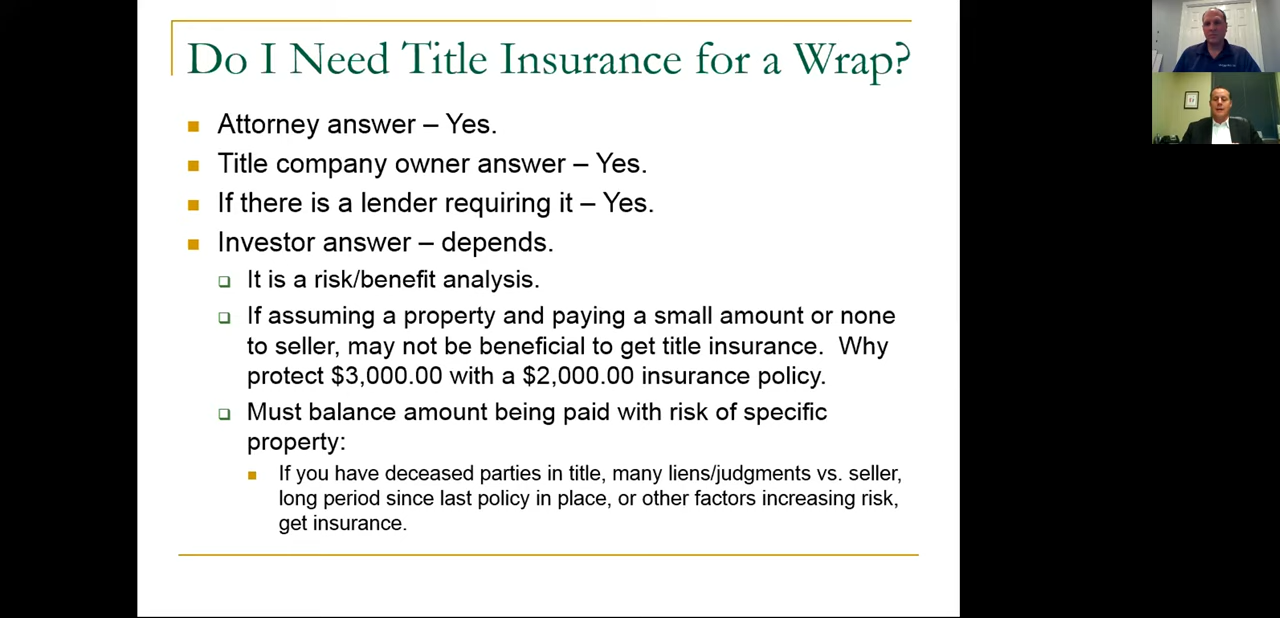 Do I Need Title Insurance for a Wrap?
Attorney answer – Yes.
Title company owner answer – Yes.
If there is a lender requiring it – Yes.
Investor answer – depends.
It is a risk/benefit analysis.
If assuming a property and paying a small amount or none
to seller, may not be beneficial to get title insurance.  Why
protect $3,000.00 with a $2,000.00 insurance policy.
Must balance amount being paid with risk of specific
property:
If you have deceased parties in title, many liens/judgments vs. seller,
long period since last policy in place, or other factors increasing risk,
get insurance.